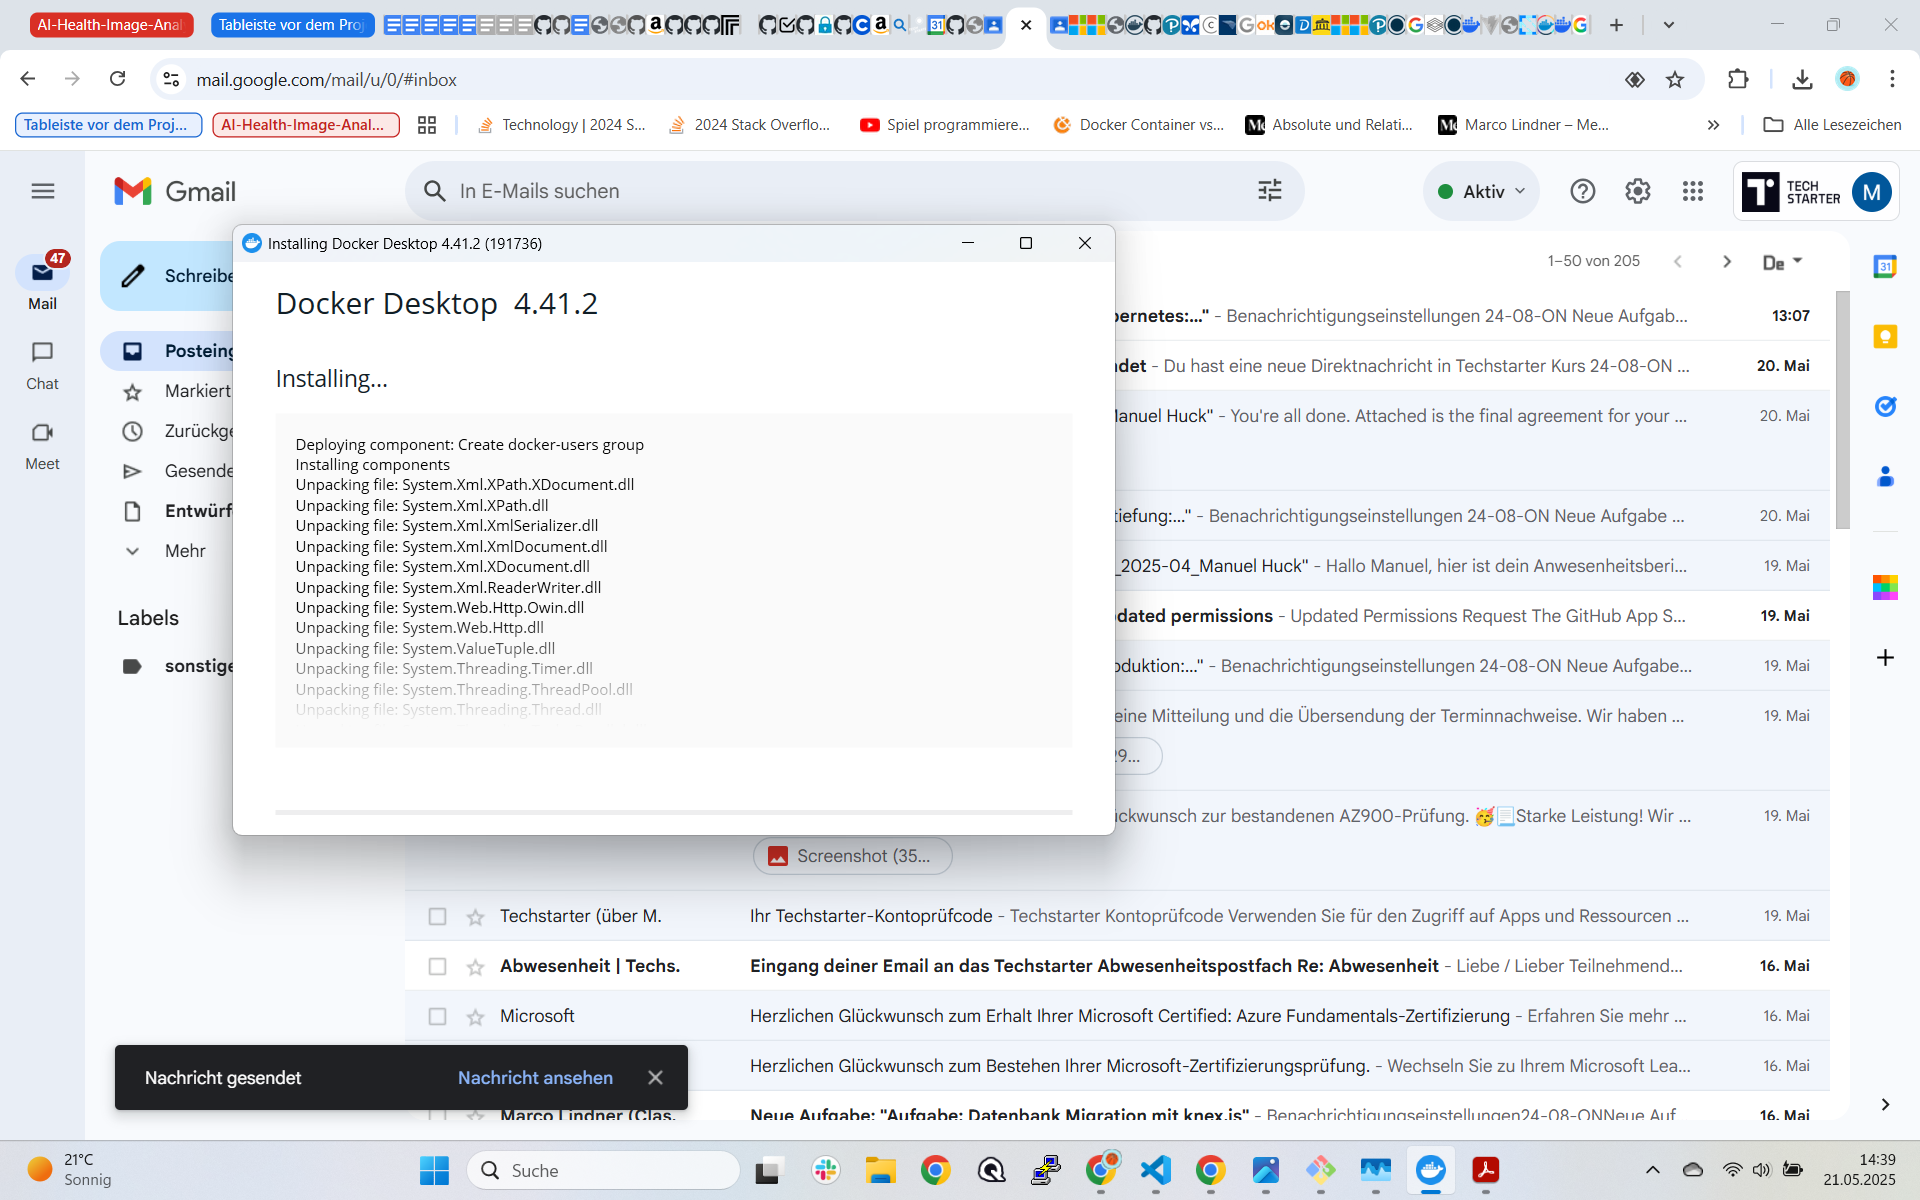 AI-Health-Image-Anal
Tableiste vor dem Proj
mail.google.com/mail/u/0/#inbox
Tableiste vor dem Proj...
AI-Health-Image-Anal...
Technology | 2024 S...
2024 Stack Overflo...
Spiel programmiere...
Docker Container vs...
Absolute und Relati...
Marco Lindner – Me...
Alle Lesezeichen
Gmail
In E-Mails suchen
Aktiv
TECH
STARTER
M
47
Mail
Chat
Meet
Schreibe
Posteing
Markiert
Zurückge
Gesende
Entwürf
Mehr
Labels
sonstige
Installing Docker Desktop 4.41.2 (191736)
Docker Desktop 4.41.2
Installing...
Deploying component: Create docker-users group
Installing components
Unpacking file: System.Xml.XPath.XDocument.dll
Unpacking file: System.Xml.XPath.dll
Unpacking file: System.Xml.XmlSerializer.dll
Unpacking file: System.Xml.XmlDocument.dll
Unpacking file: System.Xml.XDocument.dll
Unpacking file: System.Xml.ReaderWriter.dll
Unpacking file: System.Web.Http.Owin.dll
Unpacking file: System.Web.Http.dll
Unpacking file: System.ValueTuple.dll
Unpacking file: System.Threading.Timer.dll
Unpacking file: System.Threading.ThreadPool.dll
Unpacking file: System.Threading.Thread.dll
1–50 von 205
De
bernetes:..." - Benachrichtigungseinstellungen 24-08-ON Neue Aufgab... 13:07
ndet - Du hast eine neue Direktnachricht in Techstarter Kurs 24-08-ON ... 20. Mai
Manuel Huck" - You're all done. Attached is the final agreement for your ... 20. Mai
tiefung:..." - Benachrichtigungseinstellungen 24-08-ON Neue Aufgabe ... 20. Mai
_2025-04_Manuel Huck" - Hallo Manuel, hier ist dein Anwesenheitsberi... 19. Mai
dated permissions - Updated Permissions Request The GitHub App S... 19. Mai
oduktion:..." - Benachrichtigungseinstellungen 24-08-ON Neue Aufgabe... 19. Mai
eine Mitteilung und die Übersendung der Terminnachweise. Wir haben ... 19. Mai
29...
ückwunsch zur bestandenen AZ900-Prüfung. 🥳📃Starke Leistung! Wir ... 19. Mai
Screenshot (35...
Techstarter (über M. Ihr Techstarter-Kontoprüfcode - Techstarter Kontoprüfcode Verwenden Sie für den Zugriff auf Apps und Ressourcen ... 19. Mai
Abwesenheit | Techs. Eingang deiner Email an das Techstarter Abwesenheitspostfach Re: Abwesenheit - Liebe / Lieber Teilnehmend... 16. Mai
Microsoft Herzlichen Glückwunsch zum Erhalt Ihrer Microsoft Certified: Azure Fundamentals-Zertifizierung - Erfahren Sie mehr ... 16. Mai
Herzlichen Glückwunsch zum Bestehen Ihrer Microsoft-Zertifizierungsprüfung. - Wechseln Sie zu Ihrem Microsoft Lea... 16. Mai
Marco Lindner (Clas. Neue Aufgabe: "Aufgabe: Datenbank Migration mit knex.js" - Benachrichtigungseinstellungen24-08-ONNeue Auf 16. Mai
Nachricht gesendet
Nachricht ansehen
21°C
Sonnig
Suche
14:39
21.05.2025